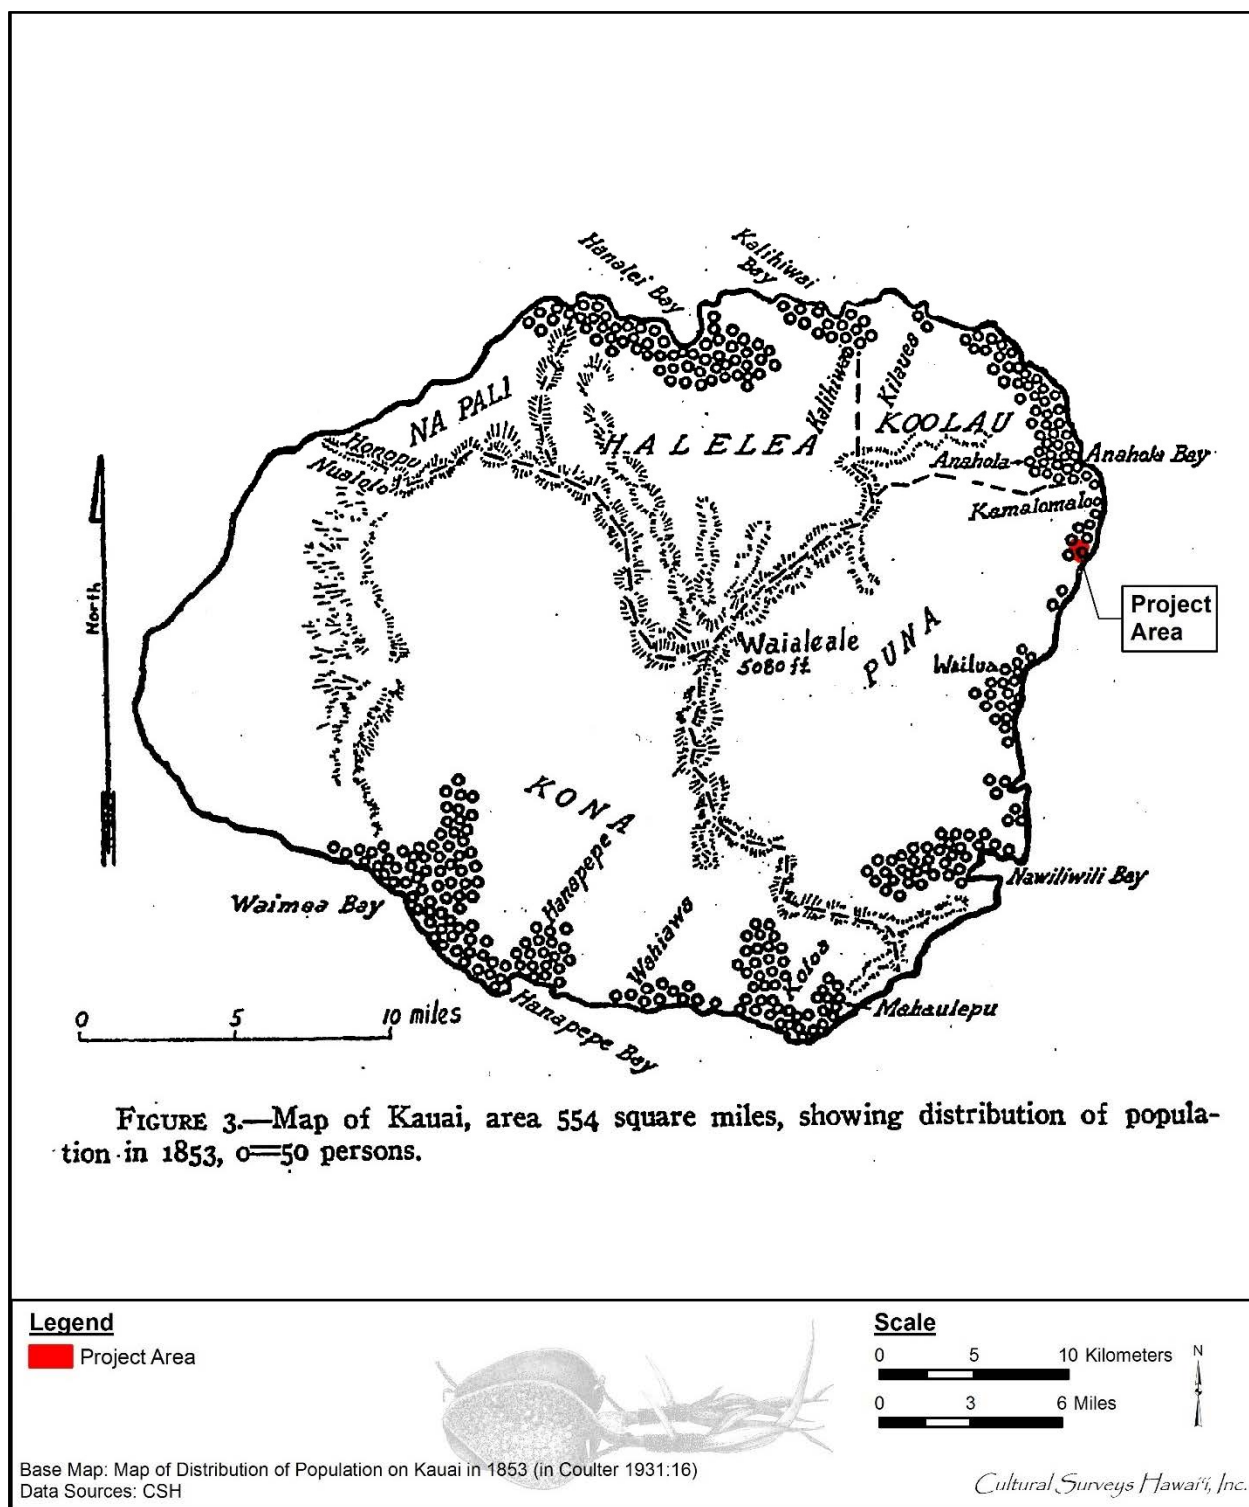 Hanalei Bay
Kalihiwai
Bay
NA PALI
Honopu
Nualolo
HALELEA
Kalihiwai
Kilauea
KOOLAU
Anahola
Anahola Bay
Kamalomaloo
Project
Area
North
Waialeale
5080 ft
PUNA
Wailua
KONA
Hanapepe
Waimea Bay
Wahiawa
Koloa
Nawiliwili Bay
Mahaulepu
Hanapepe Bay
0 5 10 miles
FIGURE 3.—Map of Kauai, area 554 square miles, showing distribution of popula-
tion in 1853, o=50 persons.
Legend
Project Area
Scale
0 5 10 Kilometers
0 3 6 Miles
N
Base Map: Map of Distribution of Population on Kauai in 1853 (in Coulter 1931:16)
Data Sources: CSH
Cultural Surveys Hawai‘i, Inc.